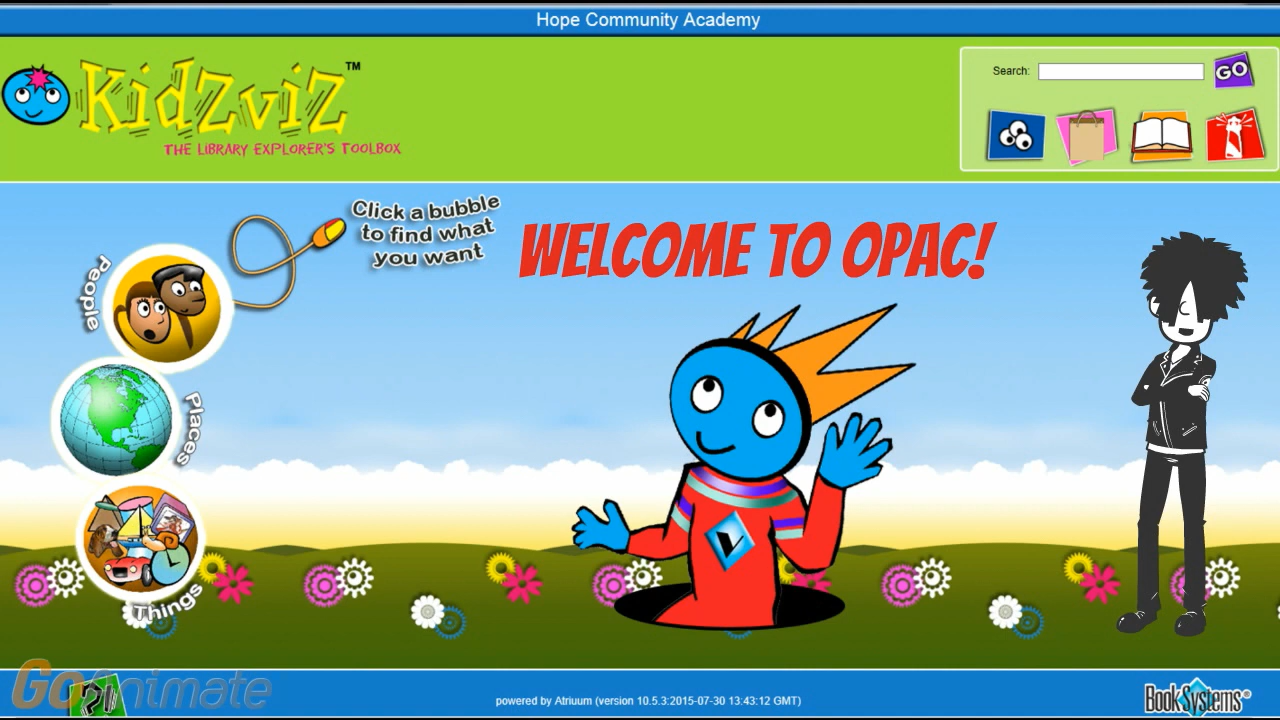 Hope Community Academy
KidZviZ™
THE LIBRARY EXPLORER'S TOOLBOX
Search:
GO
Click a bubble
to find what
you want
WELCOME TO OPAC!
People
Places
Things
GoAnimate
?!
powered by Atriuum (version 10.5.3:2015-07-30 13:43:12 GMT)
BookSystems®